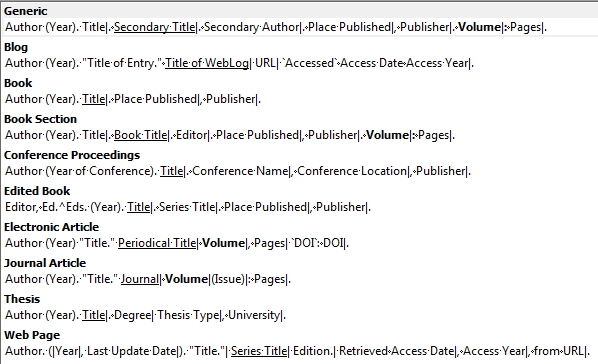 Generic
Author (Year). Title|. Secondary Title|. Secondary Author|. Place Published|, Publisher|. Volume|: Pages|.
Blog
Author (Year). "Title of Entry." Title of WebLog| URL| `Accessed` Access Date Access Year|.
Book
Author (Year). Title|. Place Published|, Publisher|.
Book Section
Author (Year). Title|. Book Title|. Editor|. Place Published|, Publisher|. Volume|: Pages|.
Conference Proceedings
Author (Year of Conference). Title|. Conference Name|, Conference Location|, Publisher|.
Edited Book
Editor, Ed.^Eds. (Year). Title|. Series Title|. Place Published|, Publisher|.
Electronic Article
Author (Year) "Title." Periodical Title| Volume|, Pages| `DOI`: DOI|.
Journal Article
Author (Year). "Title." Journal| Volume|(Issue)|: Pages|.
Thesis
Author (Year). Title|. Degree| Thesis Type|, University|.
Web Page
Author. (|Year|, Last Update Date|). "Title."| Series Title| Edition.| Retrieved Access Date|, Access Year|, from URL|.